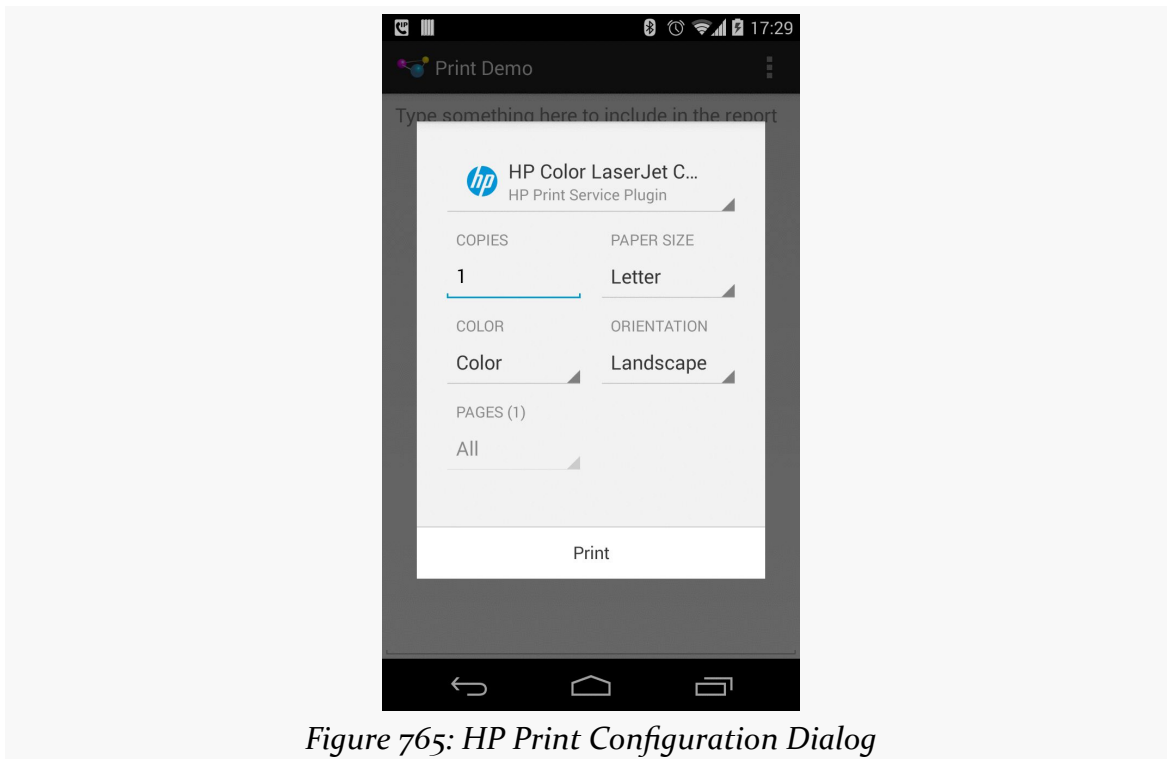 17:29
Print Demo
Type something here to include in the report
hp
HP Color LaserJet C...
HP Print Service Plugin
COPIES
PAPER SIZE
1
Letter
COLOR
ORIENTATION
Color
Landscape
PAGES (1)
All
Print
Figure 765: HP Print Configuration Dialog